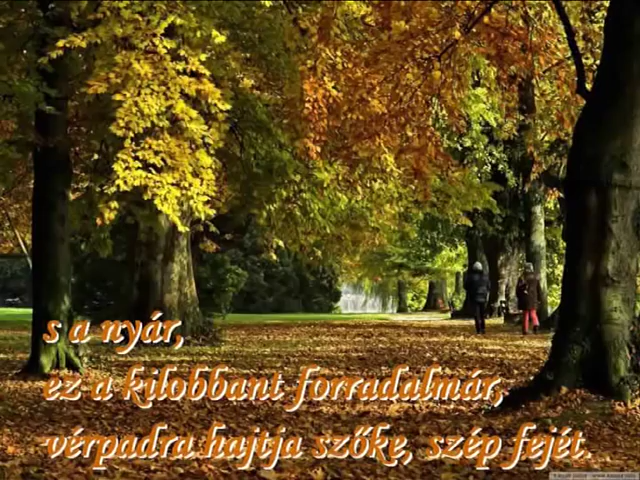 s a nyár,
ez a kilobbant forradalmár,
vérpadra hajtja szőke, szép fejét.